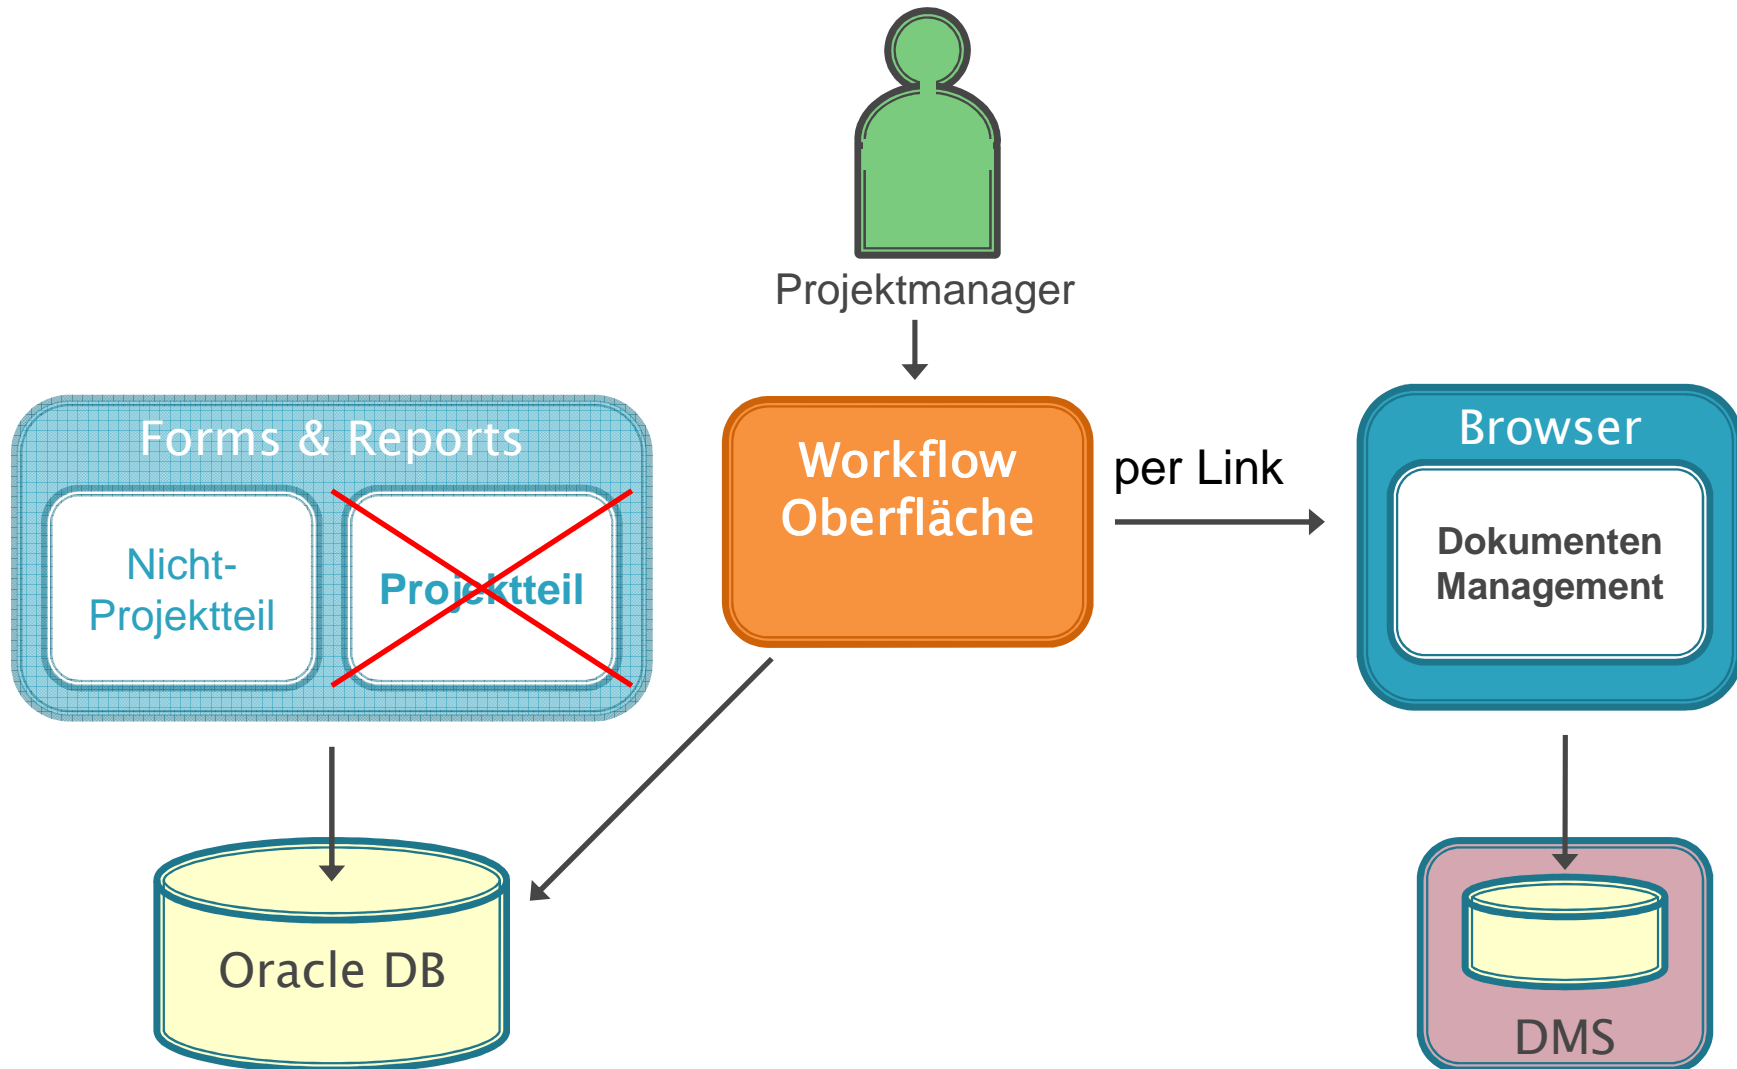 Projektmanager
Forms & Reports
Nicht-
Projektteil
Projektteil
Workflow
Oberfläche
per Link
Browser
Dokumenten
Management
Oracle DB
DMS